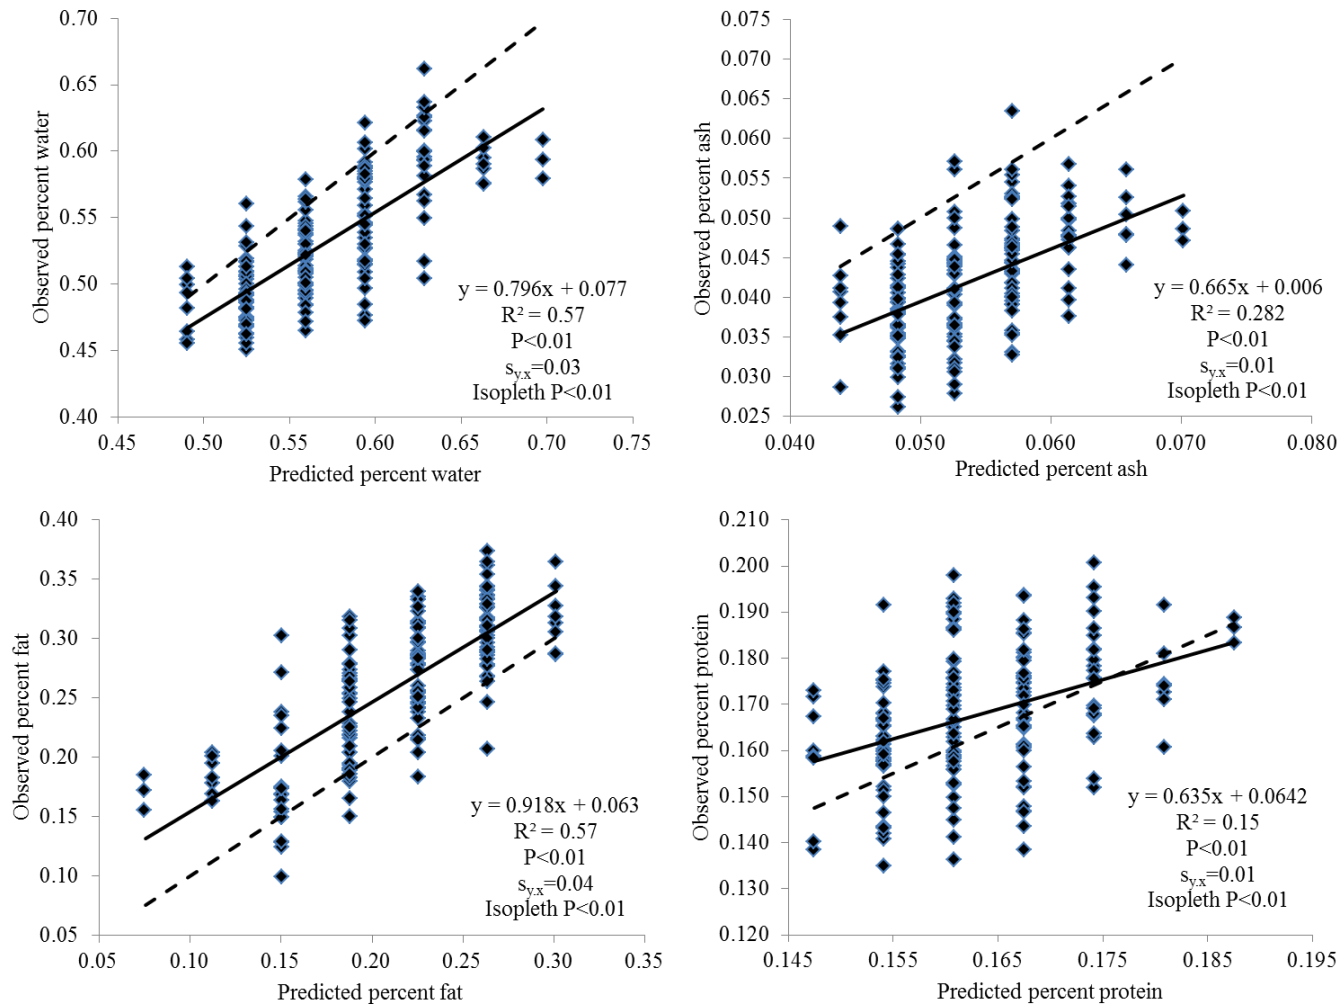 0.70
0.65
0.60
0.55
0.50
0.45
0.40
Observed percent water
y = 0.796x + 0.077
R² = 0.57
P<0.01
sy.x=0.03
Isopleth P<0.01
0.45 0.50 0.55 0.60 0.65 0.70 0.75
Predicted percent water
0.075
0.070
0.065
0.060
0.055
0.050
0.045
0.040
0.035
0.030
0.025
Observed percent ash
y = 0.665x + 0.006
R² = 0.282
P<0.01
sy.x=0.01
Isopleth P<0.01
0.040 0.050 0.060 0.070 0.080
Predicted percent ash
0.40
0.35
0.30
0.25
0.20
0.15
0.10
0.05
Observed percent fat
y = 0.918x + 0.063
R² = 0.57
P<0.01
sy.x=0.04
Isopleth P<0.01
0.05 0.10 0.15 0.20 0.25 0.30 0.35
Predicted percent fat
0.210
0.200
0.190
0.180
0.170
0.160
0.150
0.140
0.130
0.120
Observed percent protein
y = 0.635x + 0.0642
R² = 0.15
P<0.01
sy.x=0.01
Isopleth P<0.01
0.145 0.155 0.165 0.175 0.185 0.195
Predicted percent protein